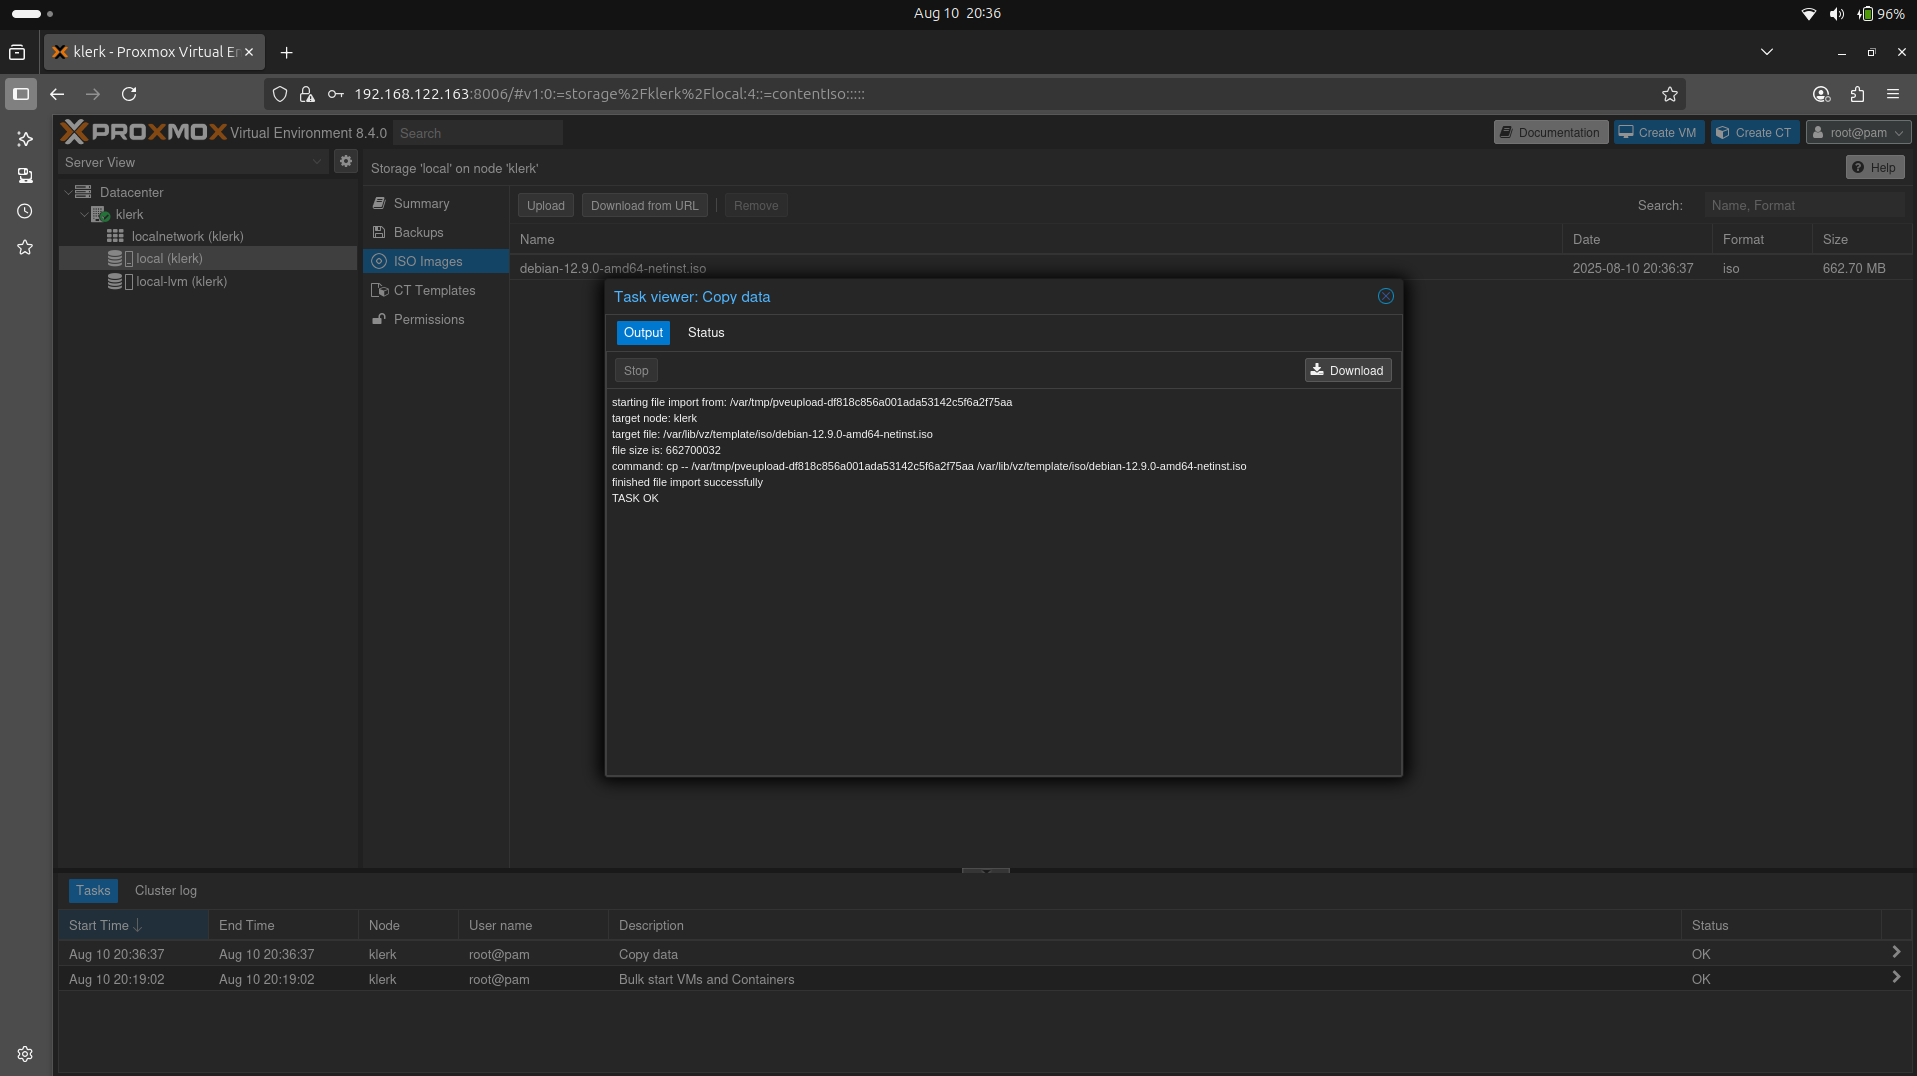 Aug 10 20:36
96%
klerk - Proxmox Virtual En
192.168.122.163:8006/#v1:0:=storage%2Fklerk%2Flocal:4::=contentIso:::::
PROXMOX Virtual Environment 8.4.0
Search
Documentation
Create VM
Create CT
root@pam
Server View
Storage 'local' on node 'klerk'
Help
Datacenter
klerk
localnetwork (klerk)
local (klerk)
local-lvm (klerk)
Summary
Backups
ISO Images
CT Templates
Permissions
Upload
Download from URL
Remove
Search:
Name, Format
Name
Date
Format
Size
debian-12.9.0-amd64-netinst.iso
2025-08-10 20:36:37
iso
662.70 MB
Task viewer: Copy data
Output
Status
Stop
Download
starting file import from: /var/tmp/pveupload-df818c856a001ada53142c5f6a2f75aa
target node: klerk
target file: /var/lib/vz/template/iso/debian-12.9.0-amd64-netinst.iso
file size is: 662700032
command: cp -- /var/tmp/pveupload-df818c856a001ada53142c5f6a2f75aa /var/lib/vz/template/iso/debian-12.9.0-amd64-netinst.iso
finished file import successfully
TASK OK
Tasks
Cluster log
Start Time
End Time
Node
User name
Description
Status
Aug 10 20:36:37
Aug 10 20:36:37
klerk
root@pam
Copy data
OK
Aug 10 20:19:02
Aug 10 20:19:02
klerk
root@pam
Bulk start VMs and Containers
OK